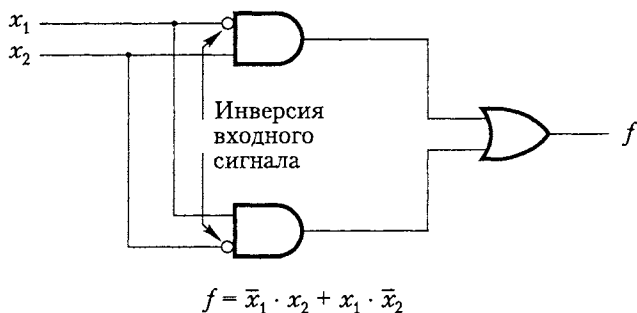 x₁
x₂
Инверсия
входного
сигнала
f
f = x̅₁ · x₂ + x₁ · x̅₂